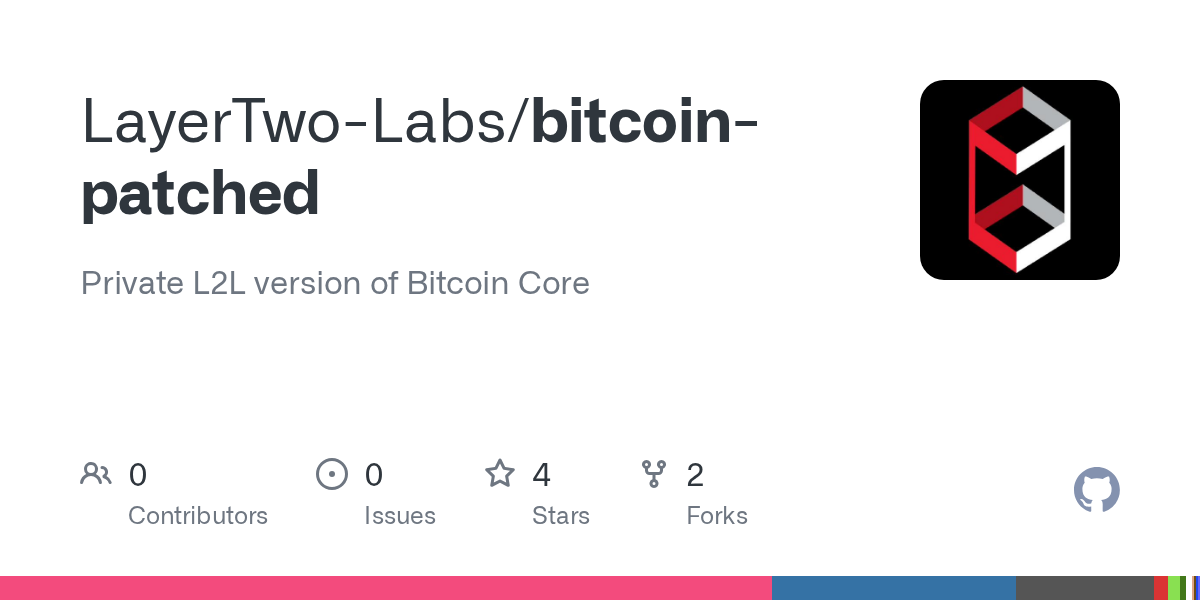 LayerTwo-Labs/bitcoin-
patched
Private L2L version of Bitcoin Core
0 0 4 2
Contributors Issues Stars Forks